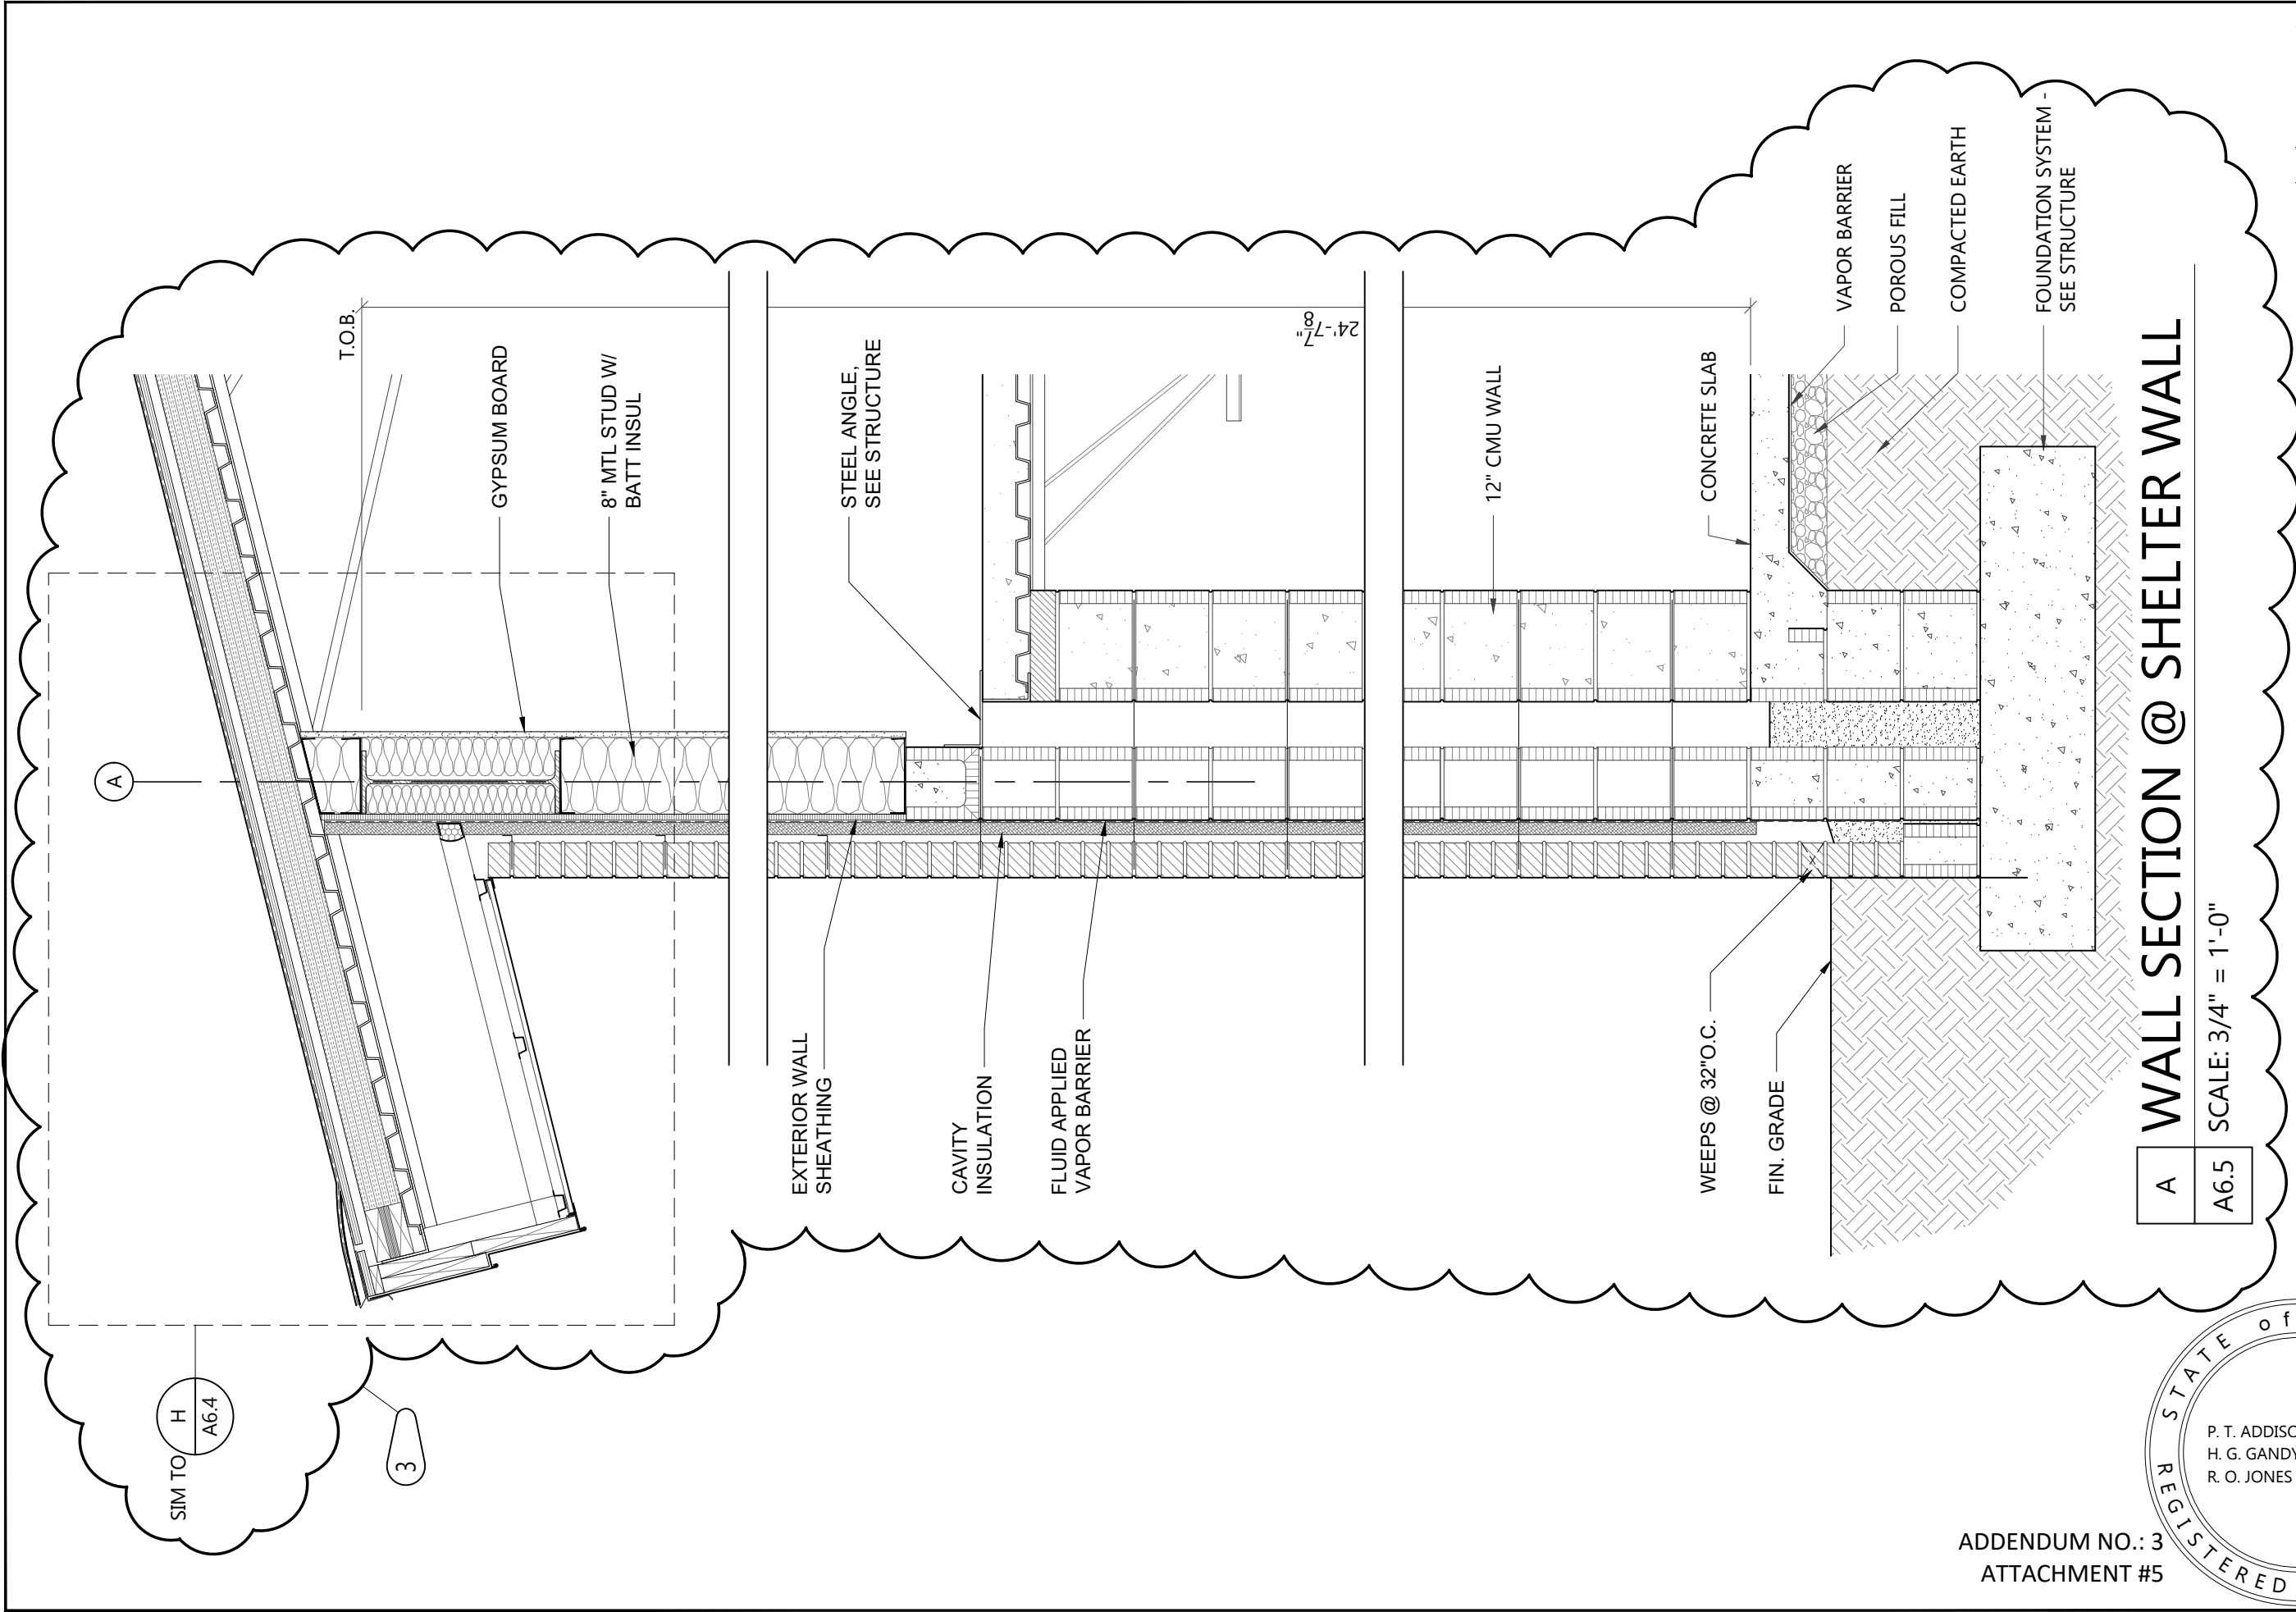 T.O.B.
A
GYPSUM BOARD
8" MTL STUD W/
BATT INSUL
STEEL ANGLE,
SEE STRUCTURE
24'-7 7/8"
12" CMU WALL
CONCRETE SLAB
VAPOR BARRIER
POROUS FILL
COMPACTED EARTH
FOUNDATION SYSTEM -
SEE STRUCTURE
EXTERIOR WALL
SHEATHING
CAVITY
INSULATION
FLUID APPLIED
VAPOR BARRIER
WEEPS @ 32"O.C.
FIN. GRADE
SIM TO
H
A6.4
3
A
A6.5
WALL SECTION @ SHELTER WALL
SCALE: 3/4" = 1'-0"
ADDENDUM NO.: 3
ATTACHMENT #5
STATE of
REGISTERED
P. T. ADDISO
H. G. GANDY
R. O. JONES